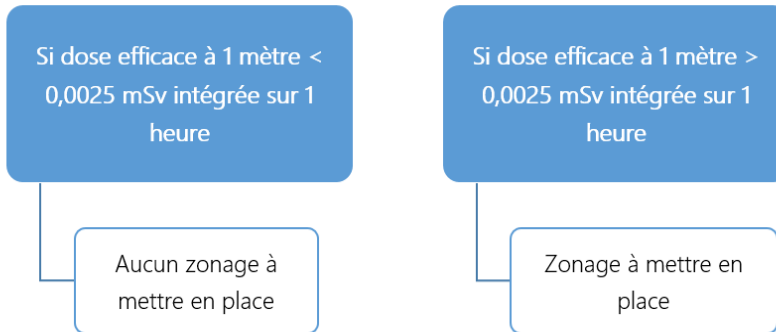 Si dose efficace à 1 mètre <
0,0025 mSv intégrée sur 1
heure
Aucun zonage à
mettre en place
Si dose efficace à 1 mètre >
0,0025 mSv intégrée sur 1
heure
Zonage à mettre en
place